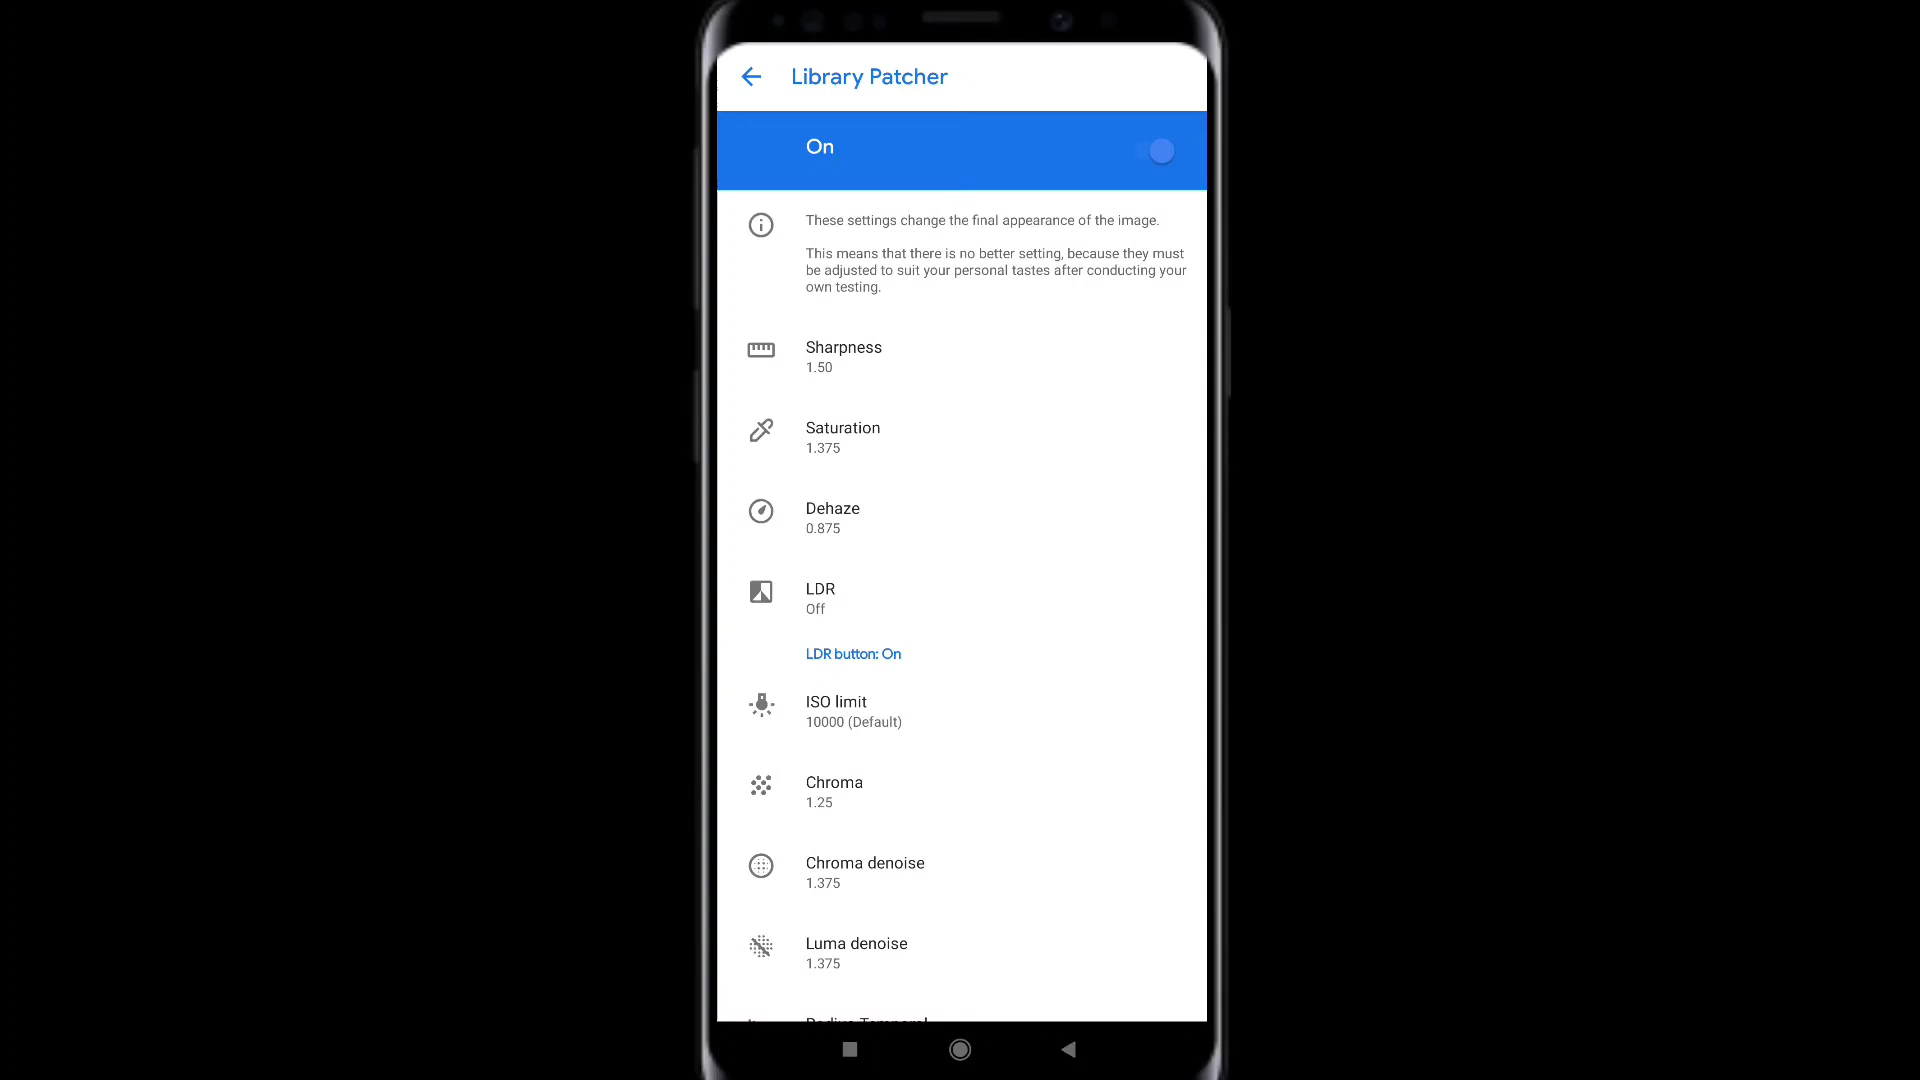 Library Patcher
On
These settings change the final appearance of the image.
This means that there is no better setting, because they must
be adjusted to suit your personal tastes after conducting your
own testing.
Sharpness
1.50
Saturation
1.375
Dehaze
0.875
LDR
Off
LDR button: On
ISO limit
10000 (Default)
Chroma
1.25
Chroma denoise
1.375
Luma denoise
1.375